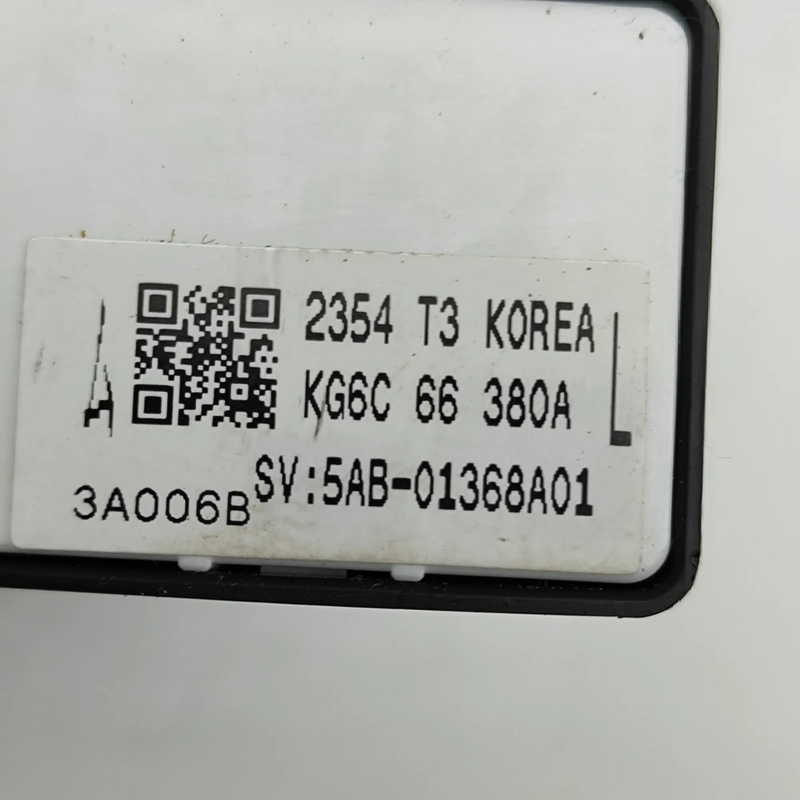 A 2354 T3 KOREA L
KG6C 66 380A
SV:5AB-01368A01
3A006B